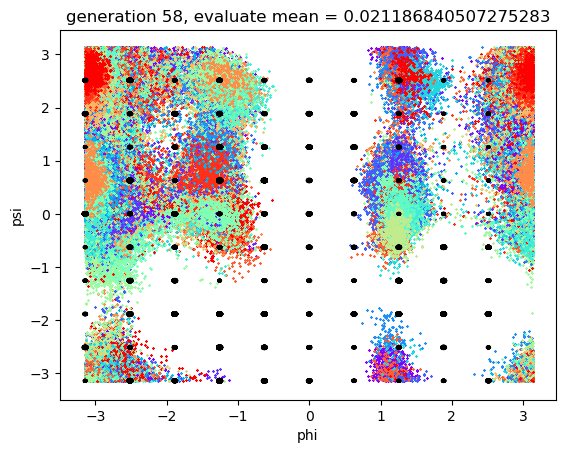 generation 58, evaluate mean = 0.021186840507275283
psi
3
2
1
0
−1
−2
−3
−3 −2 −1 0 1 2 3
phi